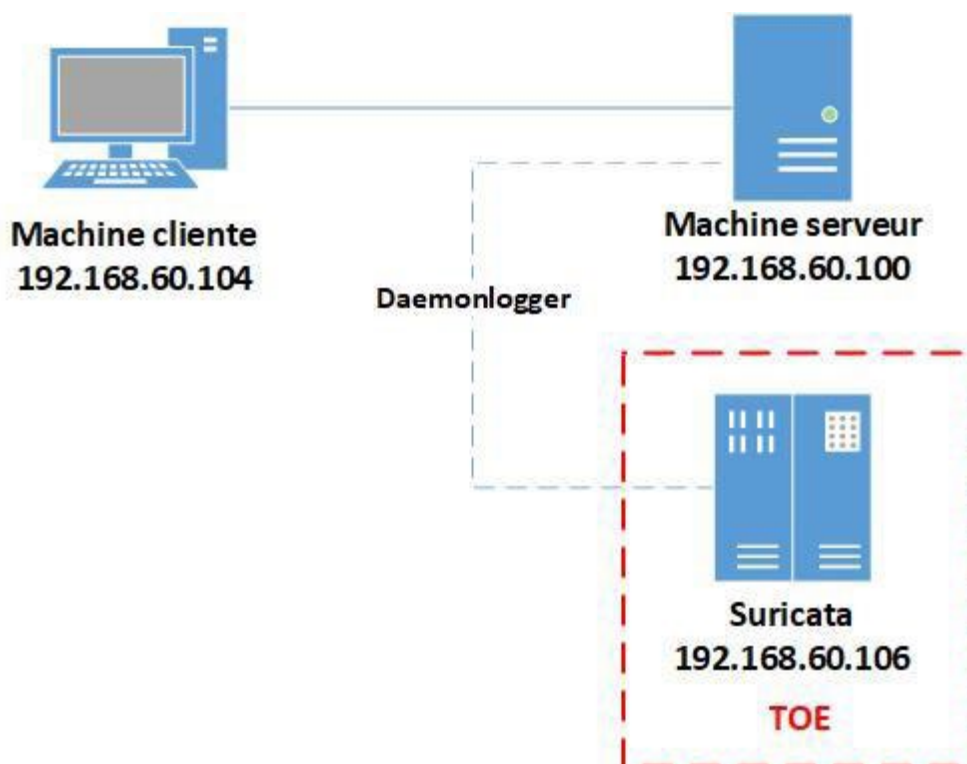 Machine cliente
192.168.60.104
Machine serveur
192.168.60.100
Daemonlogger
Suricata
192.168.60.106
TOE